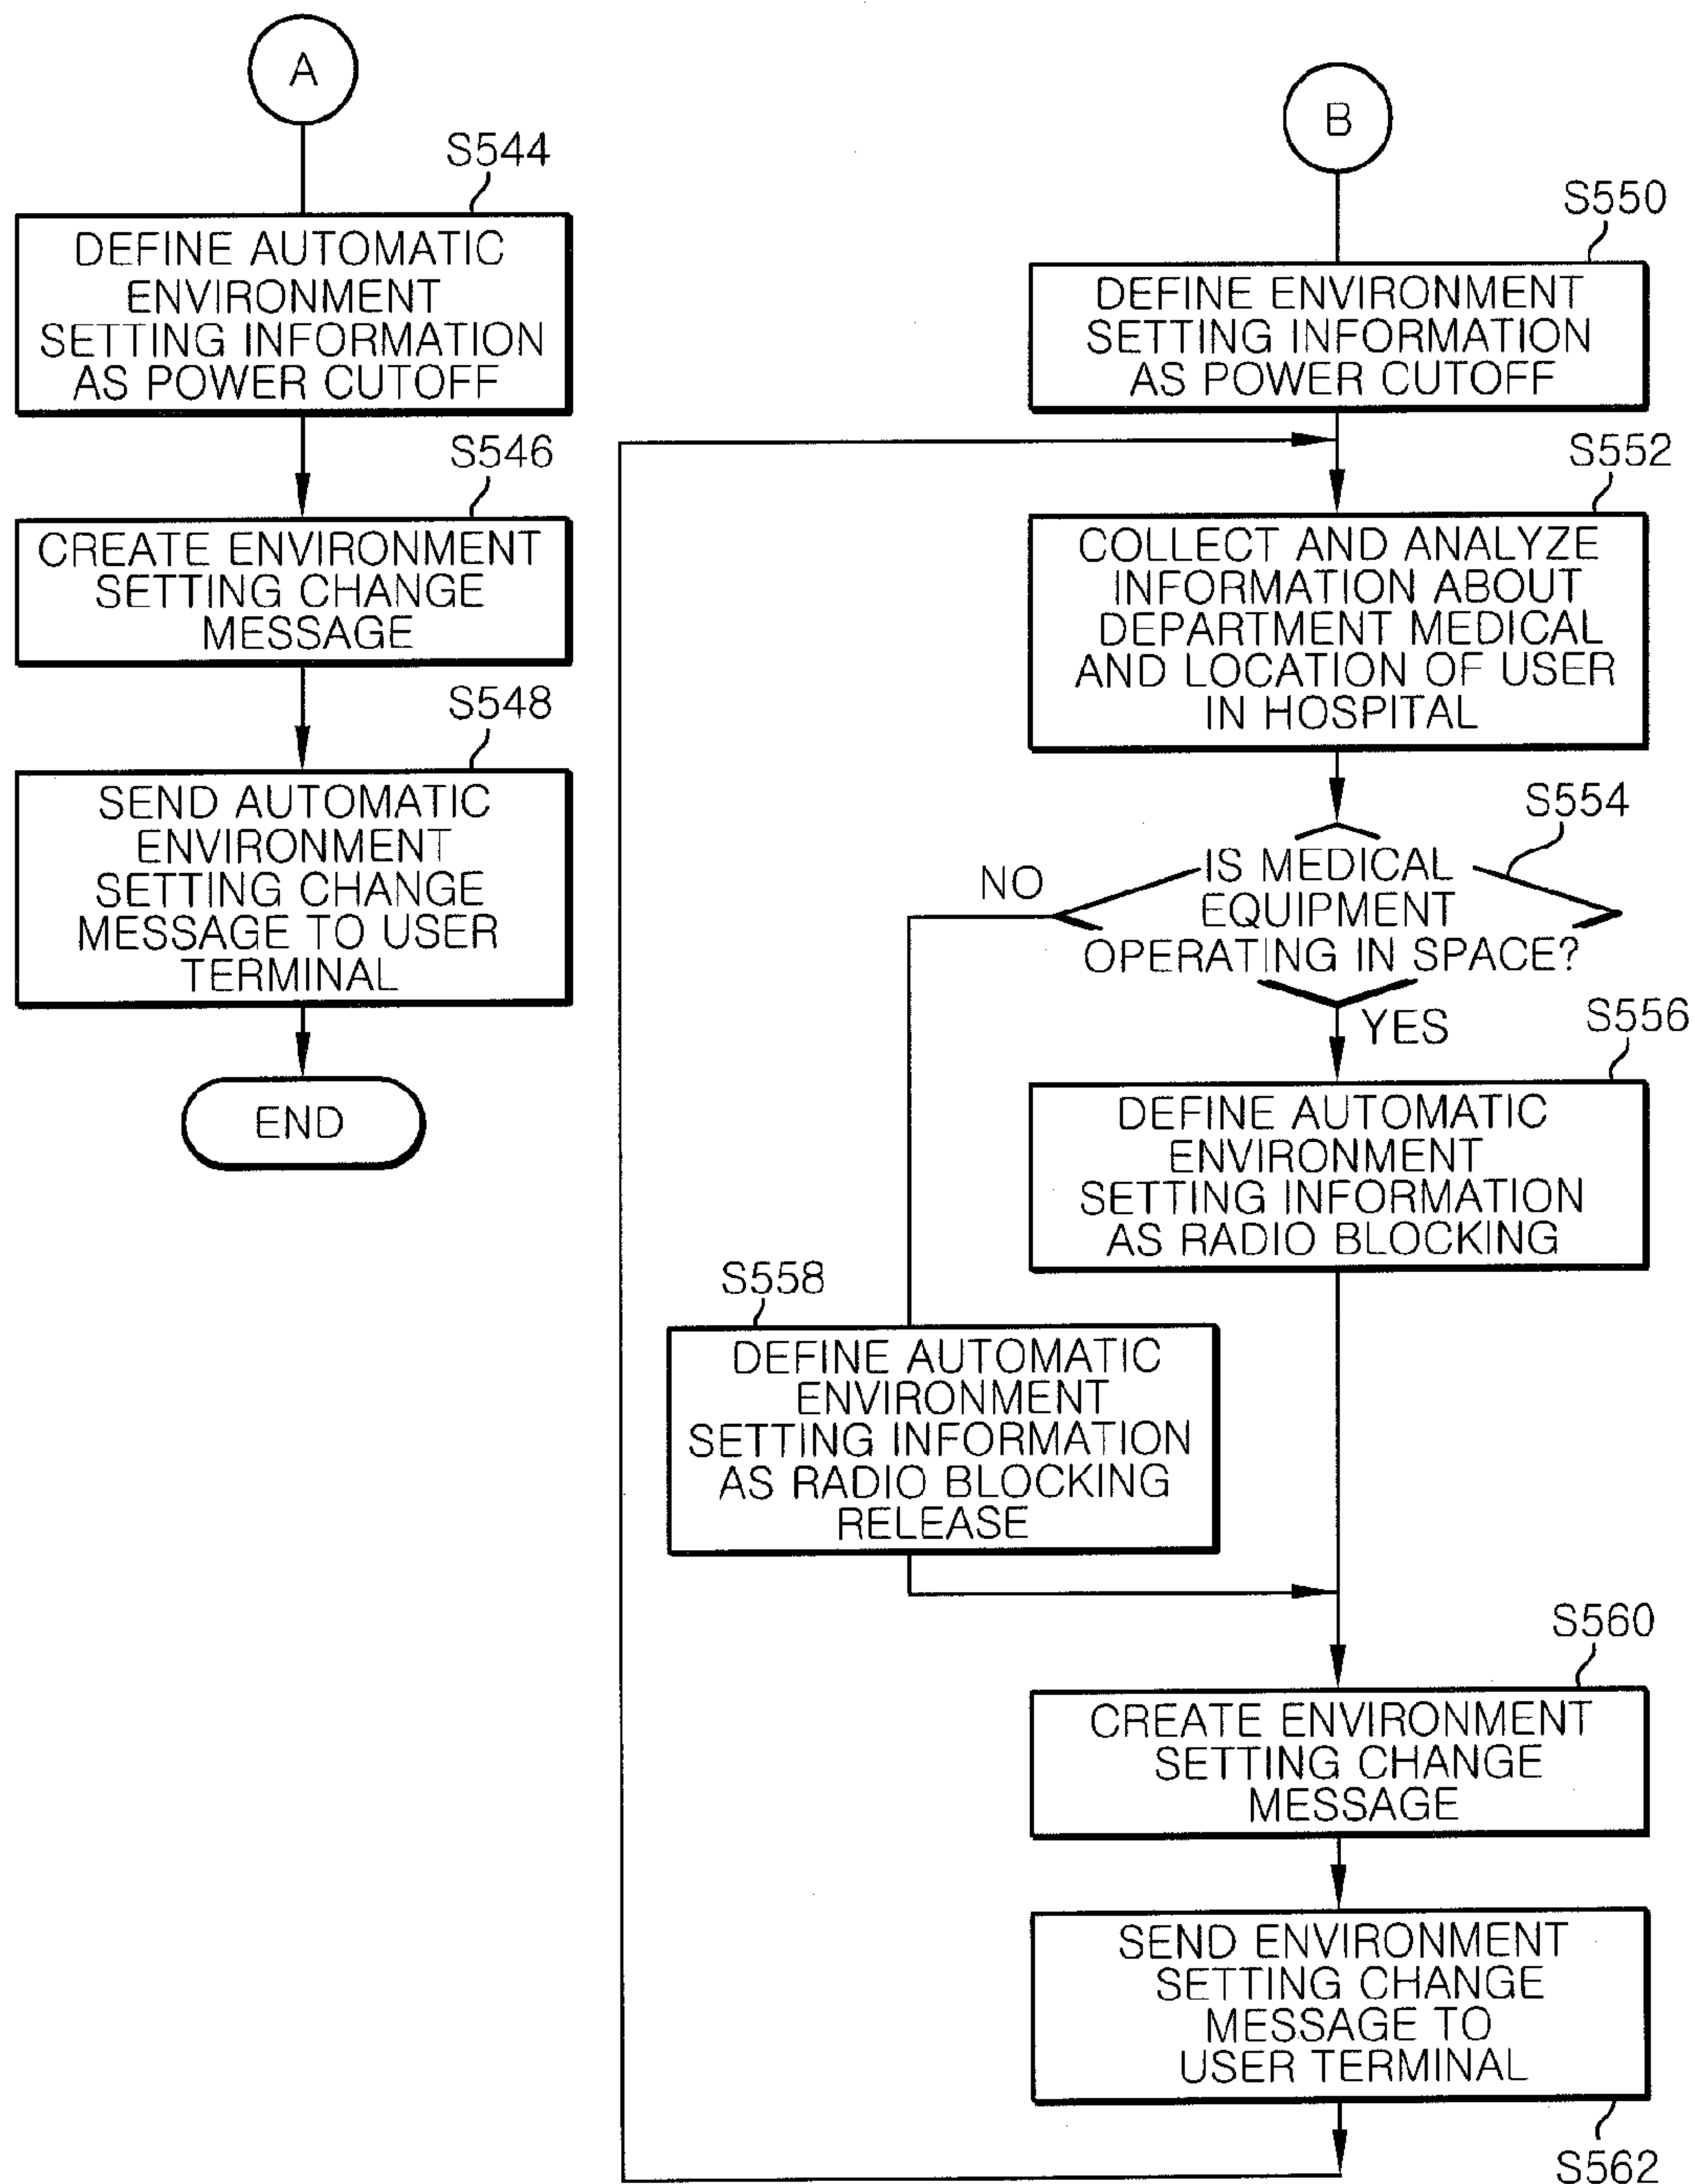 A
S544
DEFINE AUTOMATIC
ENVIRONMENT
SETTING INFORMATION
AS POWER CUTOFF
S546
CREATE ENVIRONMENT
SETTING CHANGE
MESSAGE
S548
SEND AUTOMATIC
ENVIRONMENT
SETTING CHANGE
MESSAGE TO USER
TERMINAL
END
B
S550
DEFINE ENVIRONMENT
SETTING INFORMATION
AS POWER CUTOFF
S552
COLLECT AND ANALYZE
INFORMATION ABOUT
DEPARTMENT MEDICAL
AND LOCATION OF USER
IN HOSPITAL
S554
IS MEDICAL
EQUIPMENT
OPERATING IN SPACE?
NO
YES
S556
DEFINE AUTOMATIC
ENVIRONMENT
SETTING INFORMATION
AS RADIO BLOCKING
S558
DEFINE AUTOMATIC
ENVIRONMENT
SETTING INFORMATION
AS RADIO BLOCKING
RELEASE
S560
CREATE ENVIRONMENT
SETTING CHANGE
MESSAGE
SEND ENVIRONMENT
SETTING CHANGE
MESSAGE TO
USER TERMINAL
S562